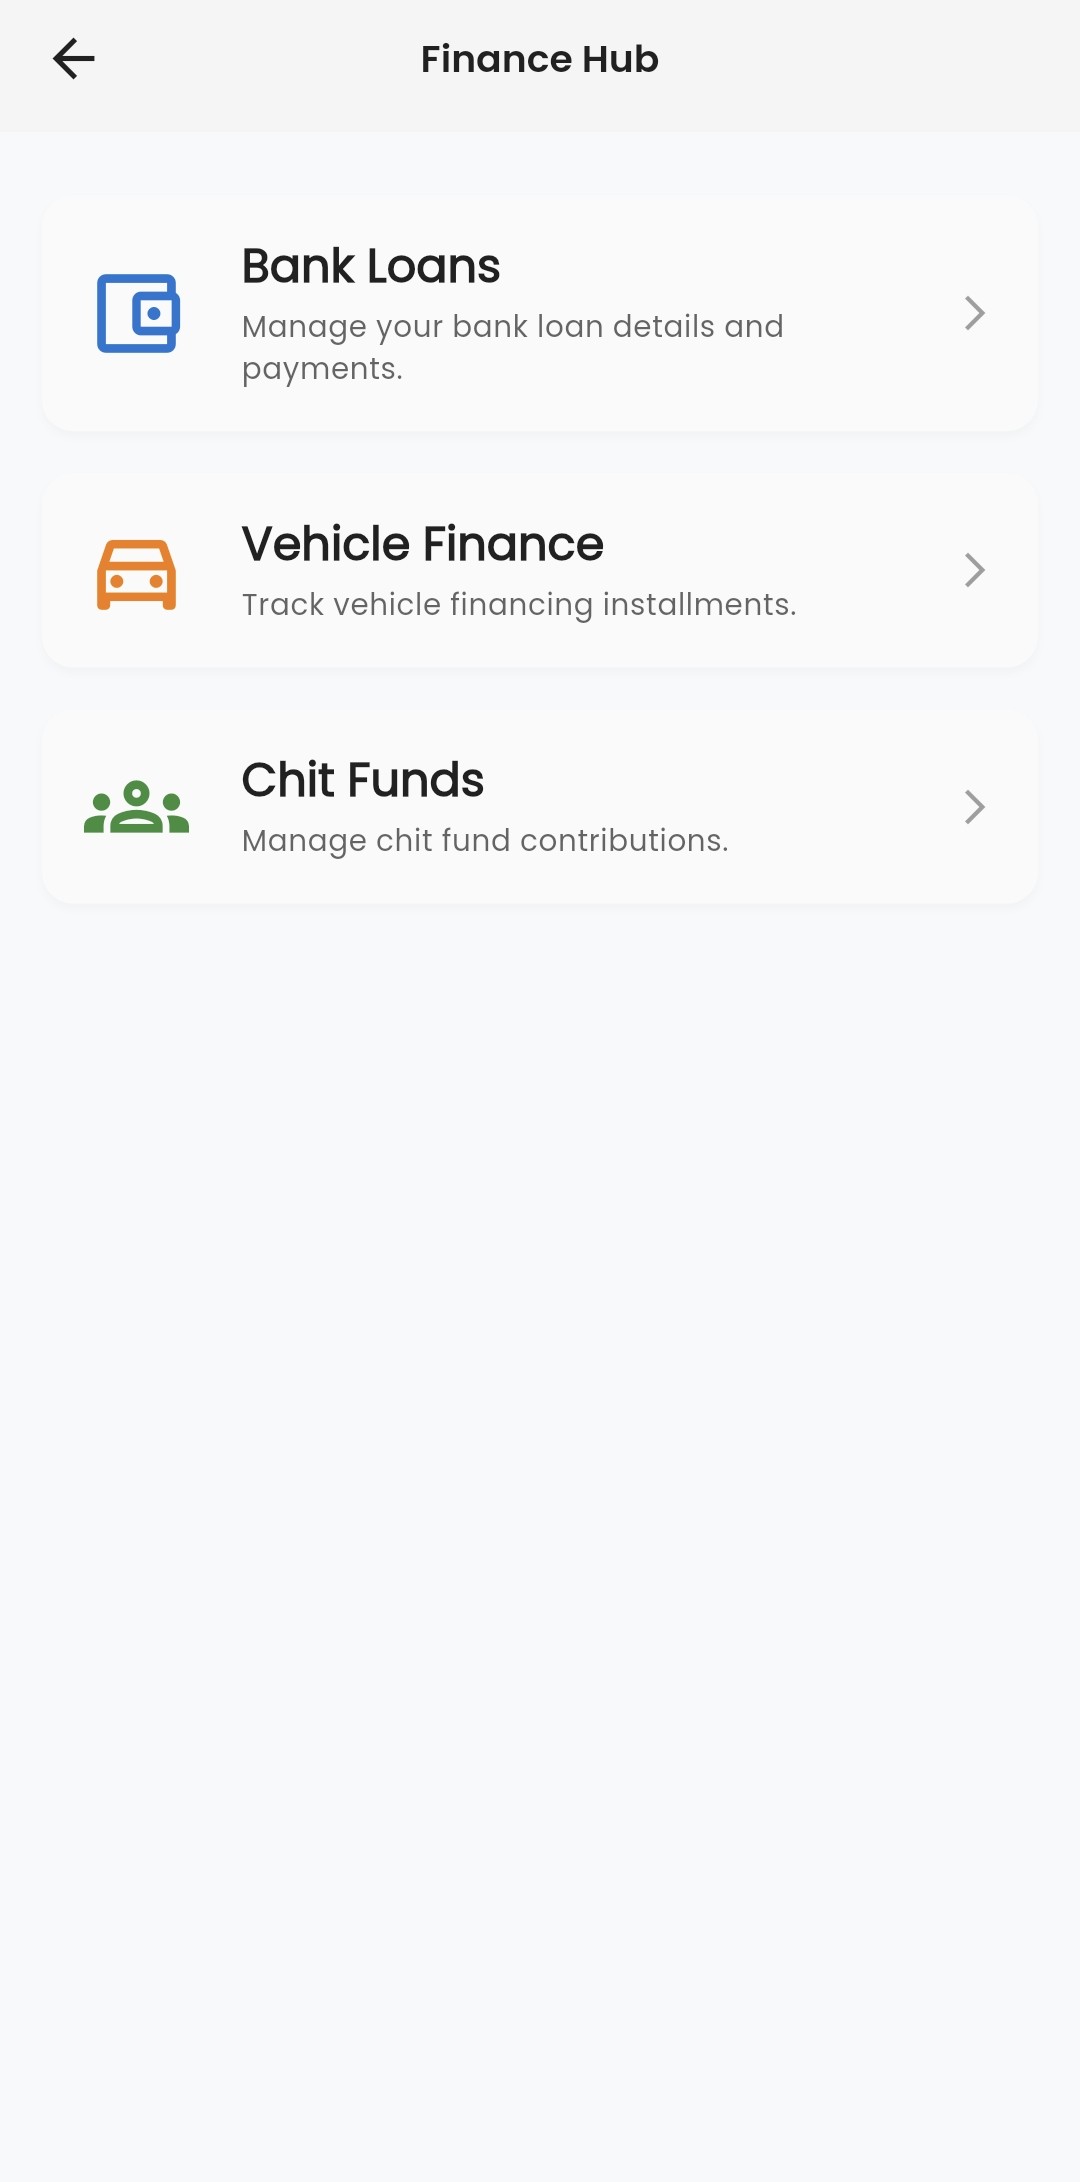 Finance Hub
Bank Loans
Manage your bank loan details and
payments.
Vehicle Finance
Track vehicle financing installments.
Chit Funds
Manage chit fund contributions.